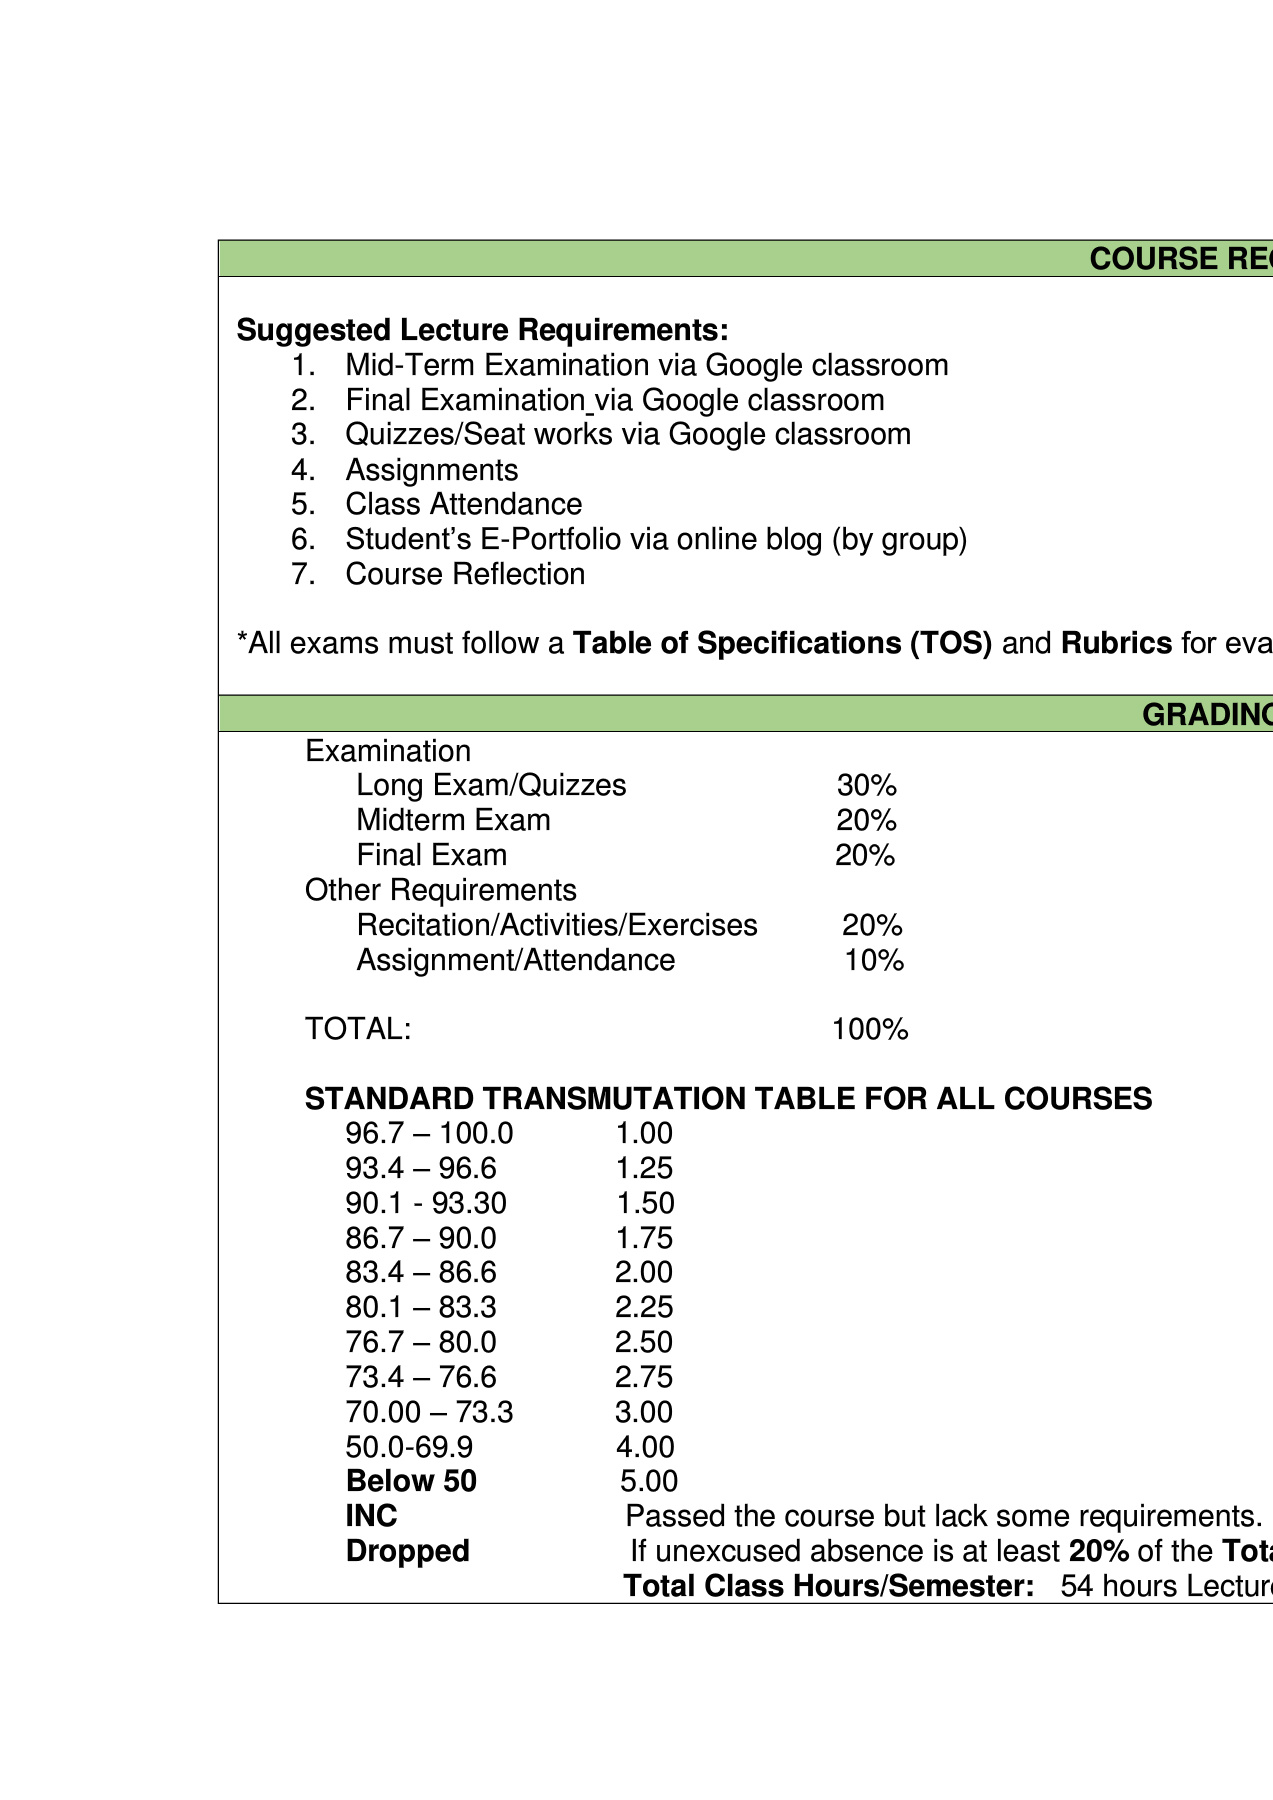 COURSE
Suggested Lecture Requirements:
1. Mid-Term Examination via Google classroom
2. Final Examination via Google classroom
3. Quizzes/Seat works via Google classroom
4. Assignments
5. Class Attendance
6. Student’s E-Portfolio via online blog (by group)
7. Course Reflection
*All exams must follow a Table of Specifications (TOS) and Rubrics for
GRADING
Examination
Long Exam/Quizzes 30%
Midterm Exam 20%
Final Exam 20%
Other Requirements
Recitation/Activities/Exercises 20%
Assignment/Attendance 10%
TOTAL: 100%
STANDARD TRANSMUTATION TABLE FOR ALL COURSES
96.7 – 100.0 1.00
93.4 – 96.6 1.25
90.1 - 93.30 1.50
86.7 – 90.0 1.75
83.4 – 86.6 2.00
80.1 – 83.3 2.25
76.7 – 80.0 2.50
73.4 – 76.6 2.75
70.00 – 73.3 3.00
50.0-69.9 4.00
Below 50 5.00
INC Passed the course but lack some requirements.
Dropped If unexcused absence is at least 20% of the
Total Class Hours/Semester: 54 hours Lecture